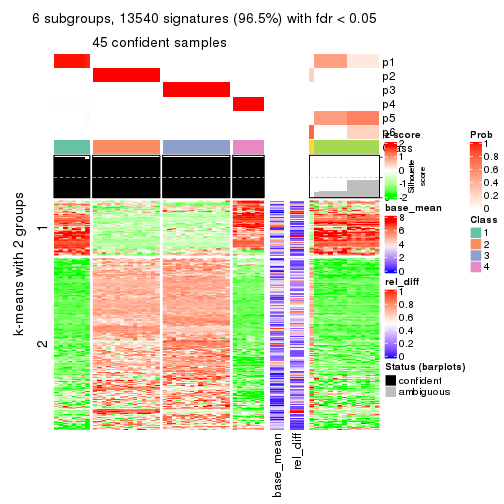 6 subgroups, 13540 signatures (96.5%) with fdr < 0.05
45 confident samples
p1
p2
p3
p4
p5
p6
Class
k-means with 2 groups
1
2
Silhouette
score
z-score
2
1
0
-1
-2
base_mean
8
6
4
2
0
rel_diff
1
0.8
0.6
0.4
0.2
0
Status (barplots)
confident
ambiguous
Prob
1
0.8
0.6
0.4
0.2
0
Class
1
2
3
4
base_mean
rel_diff